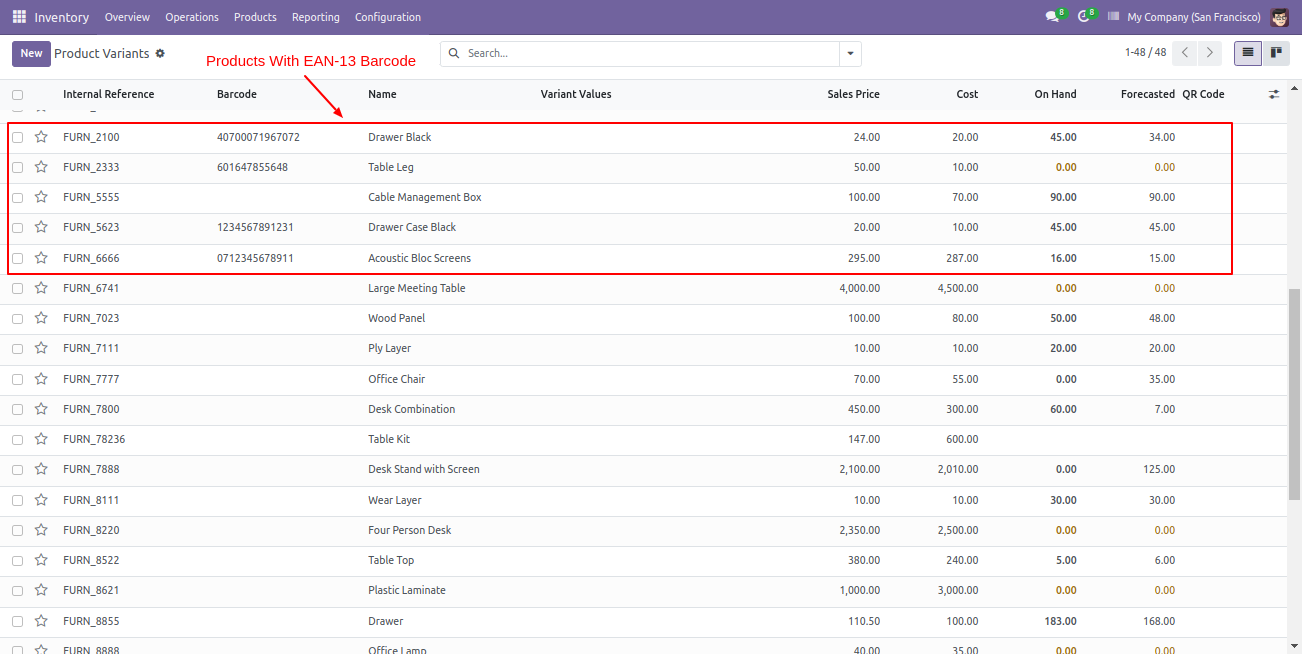 Inventory Overview Operations Products Reporting Configuration 8 8 My Company (San Francisco)
New Product Variants Search... 1-48 / 48
Products With EAN-13 Barcode
Internal Reference Barcode Name Variant Values Sales Price Cost On Hand Forecasted QR Code
FURN_2100 40700071967072 Drawer Black 24.00 20.00 45.00 34.00
FURN_2333 601647855648 Table Leg 50.00 10.00 0.00 0.00
FURN_5555 Cable Management Box 100.00 70.00 90.00 90.00
FURN_5623 1234567891231 Drawer Case Black 20.00 10.00 45.00 45.00
FURN_6666 0712345678911 Acoustic Bloc Screens 295.00 287.00 16.00 15.00
FURN_6741 Large Meeting Table 4,000.00 4,500.00 0.00 0.00
FURN_7023 Wood Panel 100.00 80.00 50.00 48.00
FURN_7111 Ply Layer 10.00 10.00 20.00 20.00
FURN_7777 Office Chair 70.00 55.00 0.00 35.00
FURN_7800 Desk Combination 450.00 300.00 60.00 7.00
FURN_78236 Table Kit 147.00 600.00
FURN_7888 Desk Stand with Screen 2,100.00 2,010.00 0.00 125.00
FURN_8111 Wear Layer 10.00 10.00 30.00 30.00
FURN_8220 Four Person Desk 2,350.00 2,500.00 0.00 0.00
FURN_8522 Table Top 380.00 240.00 5.00 6.00
FURN_8621 Plastic Laminate 1,000.00 3,000.00 0.00 0.00
FURN_8855 Drawer 110.50 100.00 183.00 168.00
FURN_8888 Office Lamp 40.00 35.00 0.00 0.00